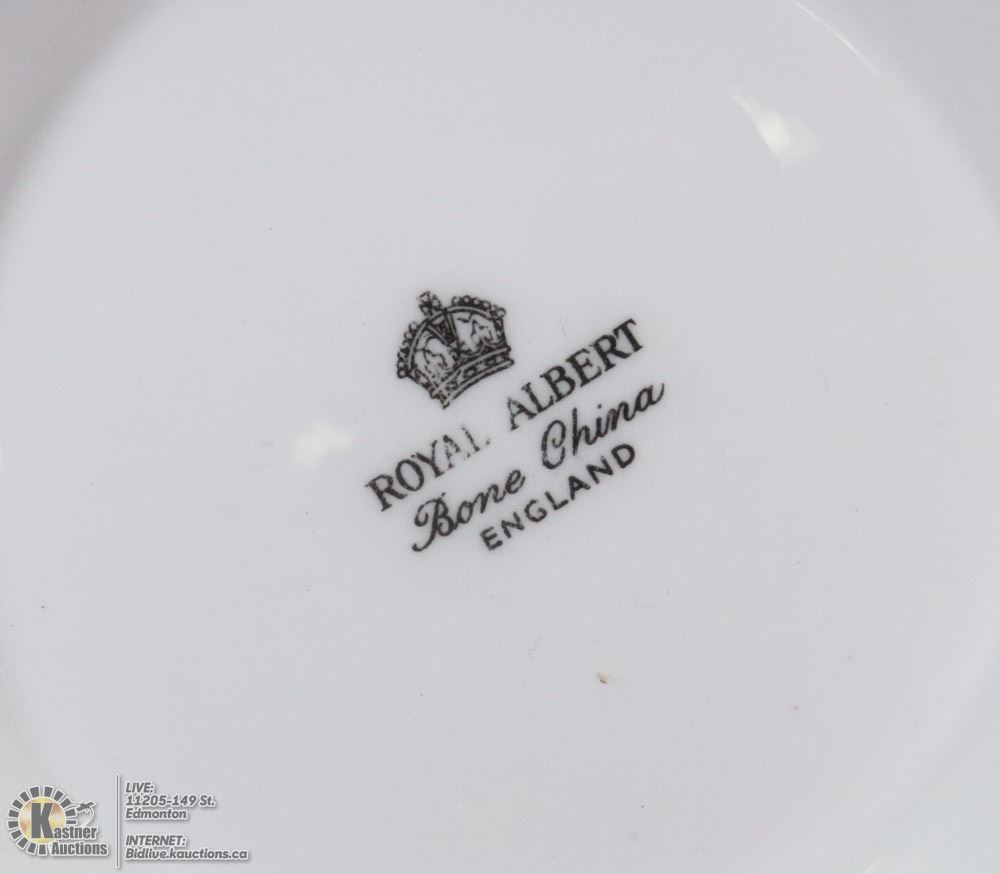 ROYAL ALBERT
Bone China
ENGLAND
Kastner
Auctions
LIVE:
11205-149 St.
Edmonton
INTERNET:
Bidlive.kauctions.ca